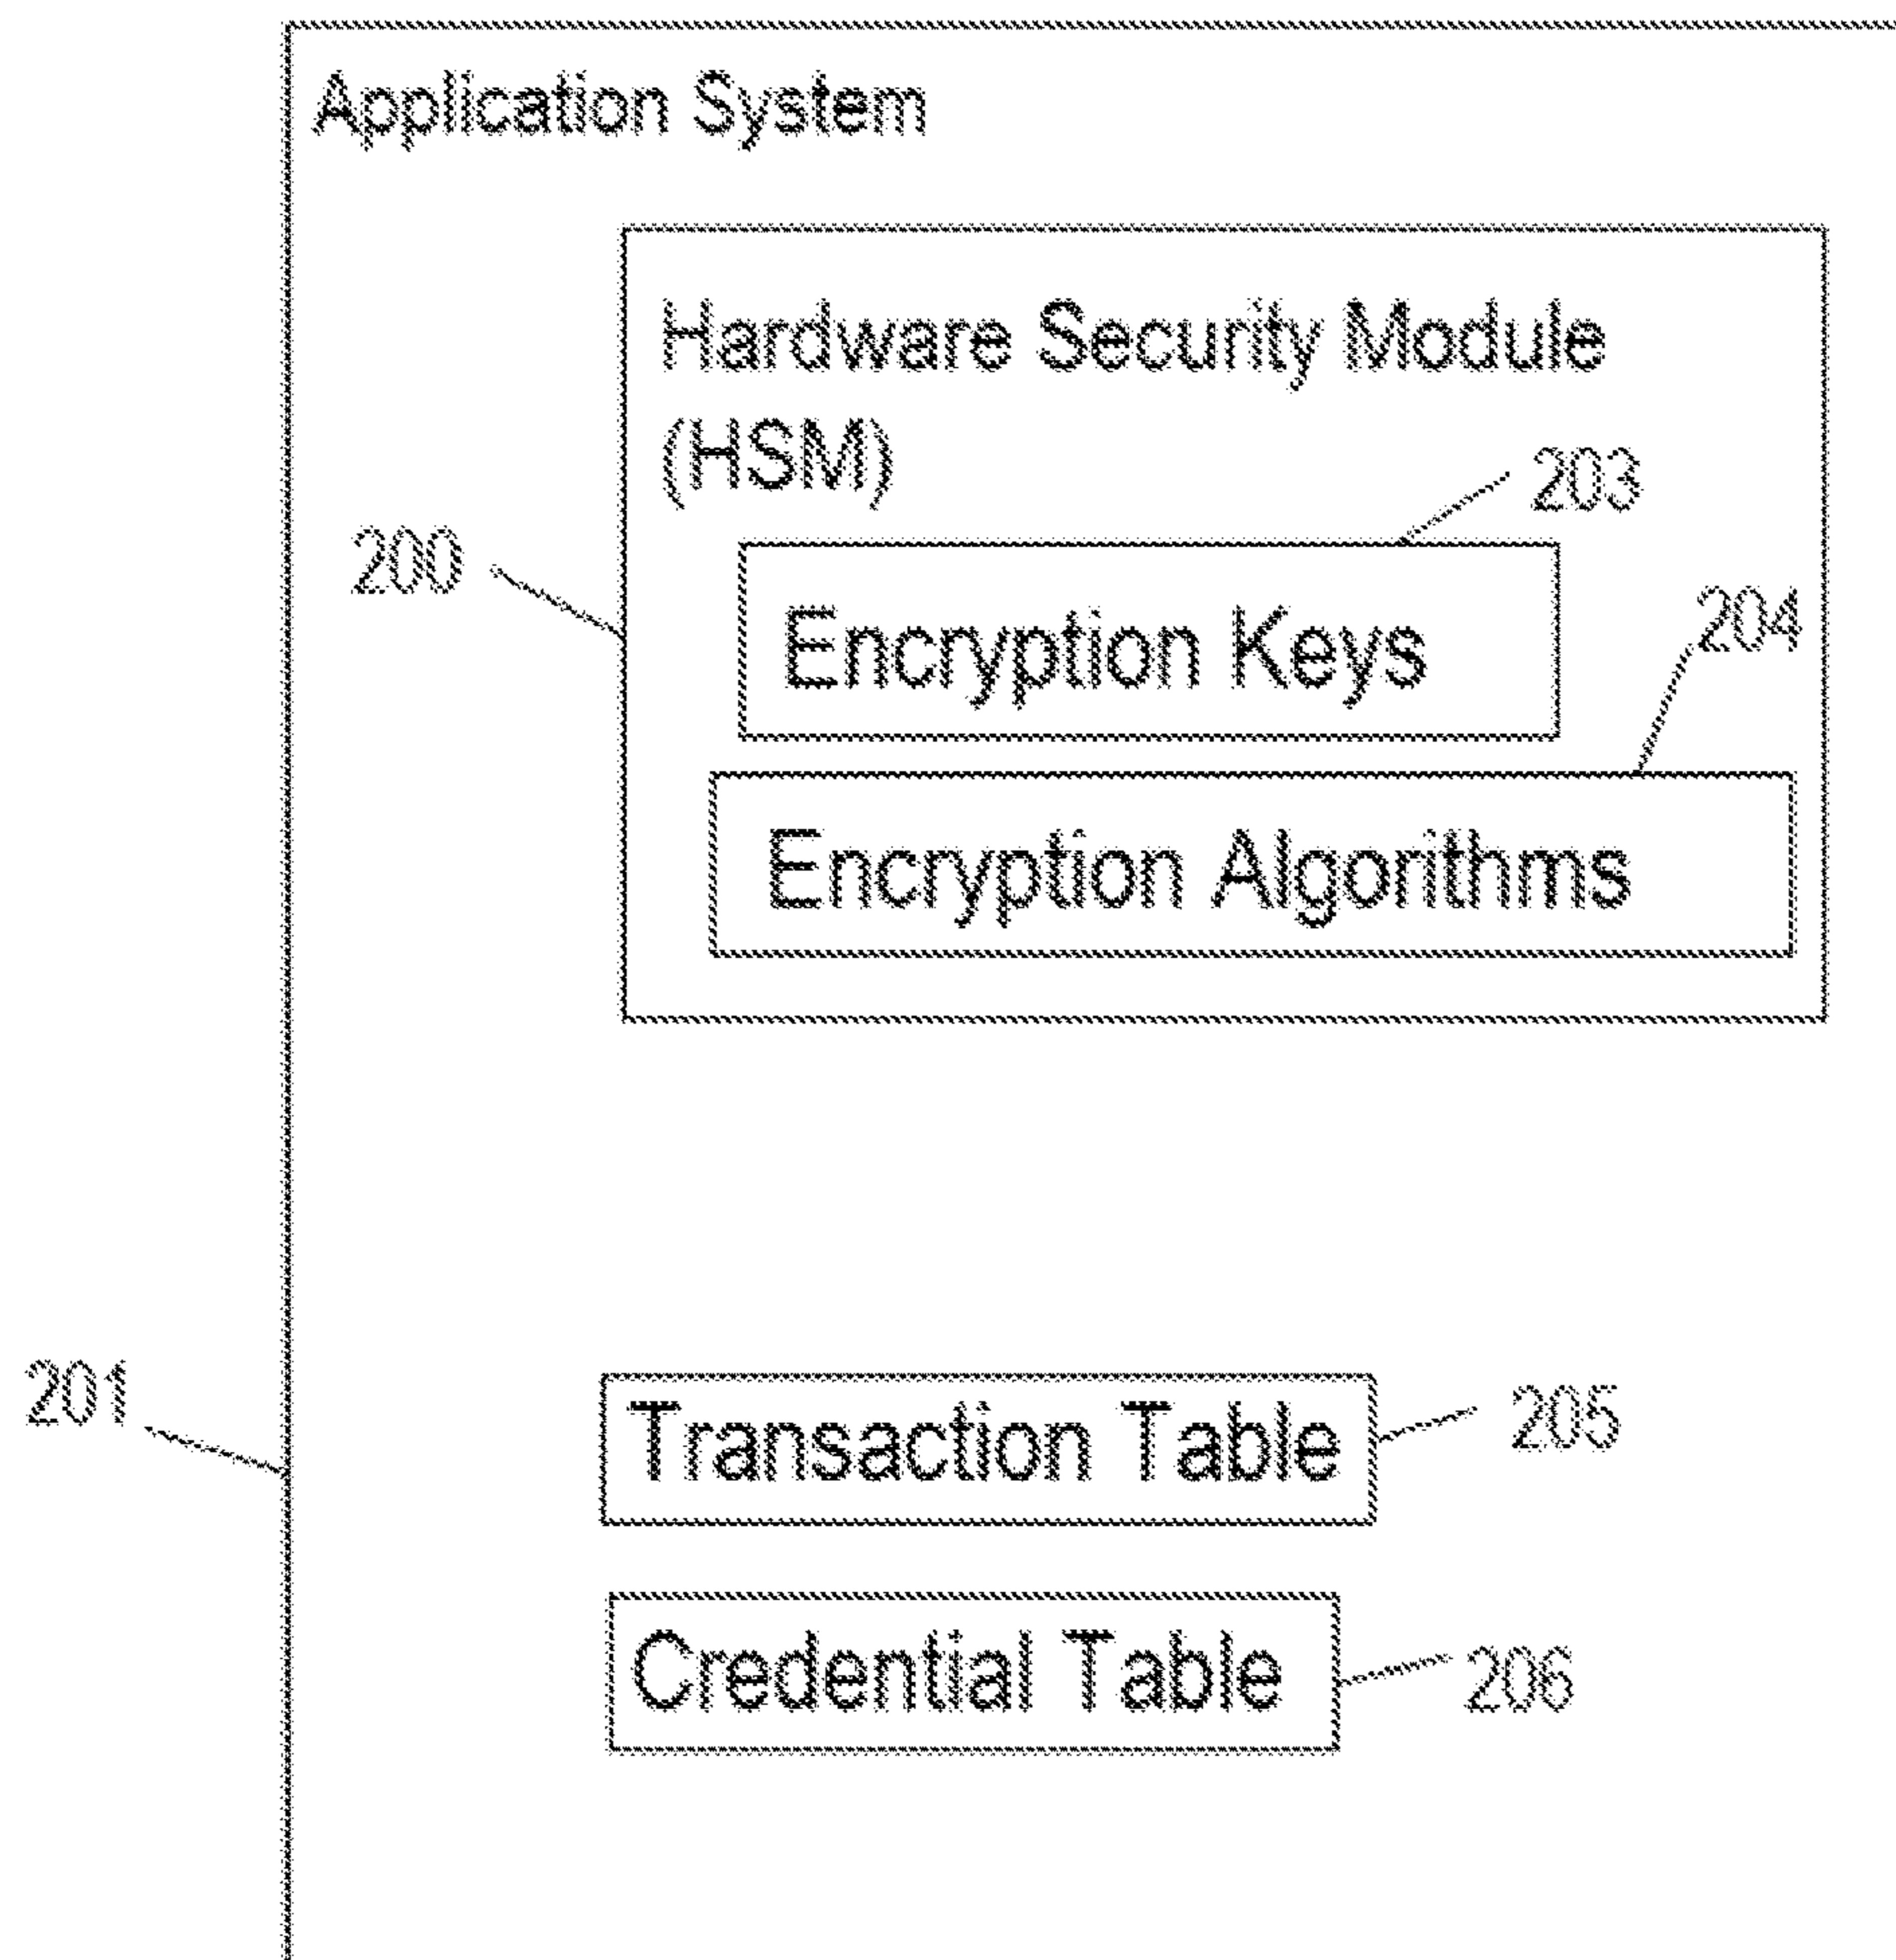 Application System
Hardware Security Module
(HSM)
203
200
Encryption Keys
204
Encryption Algorithms
201
Transaction Table
205
Credential Table
206